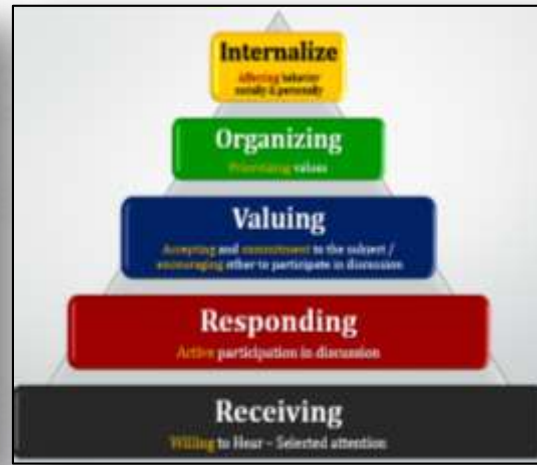 Internalize
Affecting behavior
socially & personally
Organizing
Prioritizing values
Valuing
Accepting and commitment to the subject /
encouraging other to participate in discussion
Responding
Active participation in discussion
Receiving
Willing to Hear – Selected attention